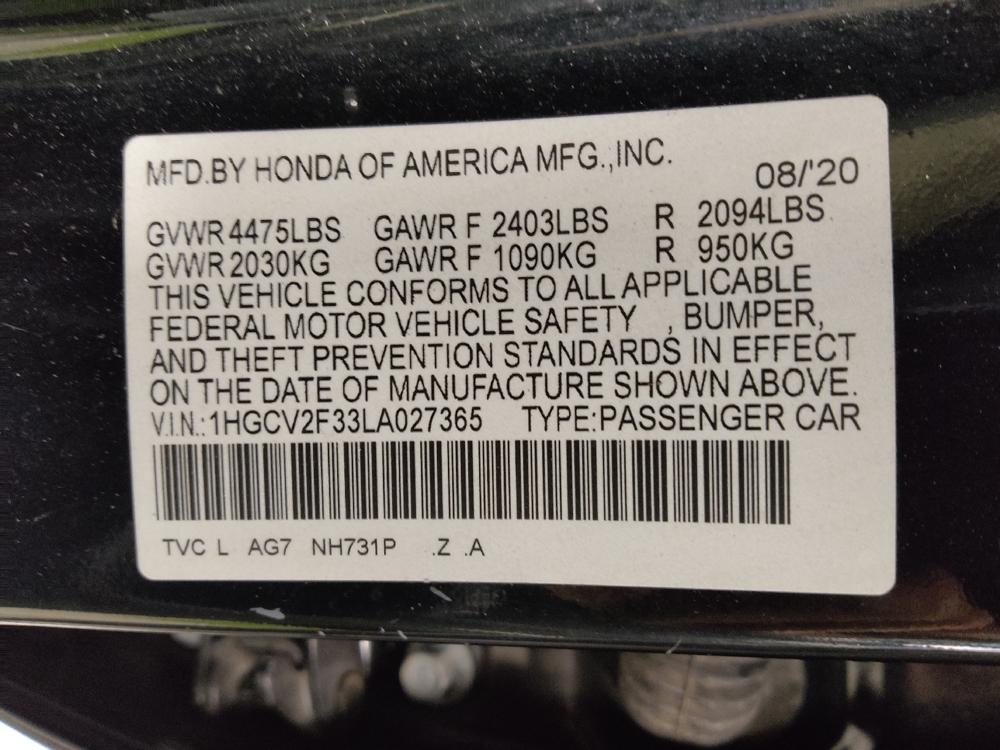 MFD.BY HONDA OF AMERICA MFG.,INC.
08/'20
GVWR 4475LBS GAWR F 2403LBS R 2094LBS
GVWR 2030KG GAWR F 1090KG R 950KG
THIS VEHICLE CONFORMS TO ALL APPLICABLE
FEDERAL MOTOR VEHICLE SAFETY , BUMPER,
AND THEFT PREVENTION STANDARDS IN EFFECT
ON THE DATE OF MANUFACTURE SHOWN ABOVE.
V.I.N.: 1HGCV2F33LA027365 TYPE:PASSENGER CAR
TVC L AG7 NH731P .Z .A